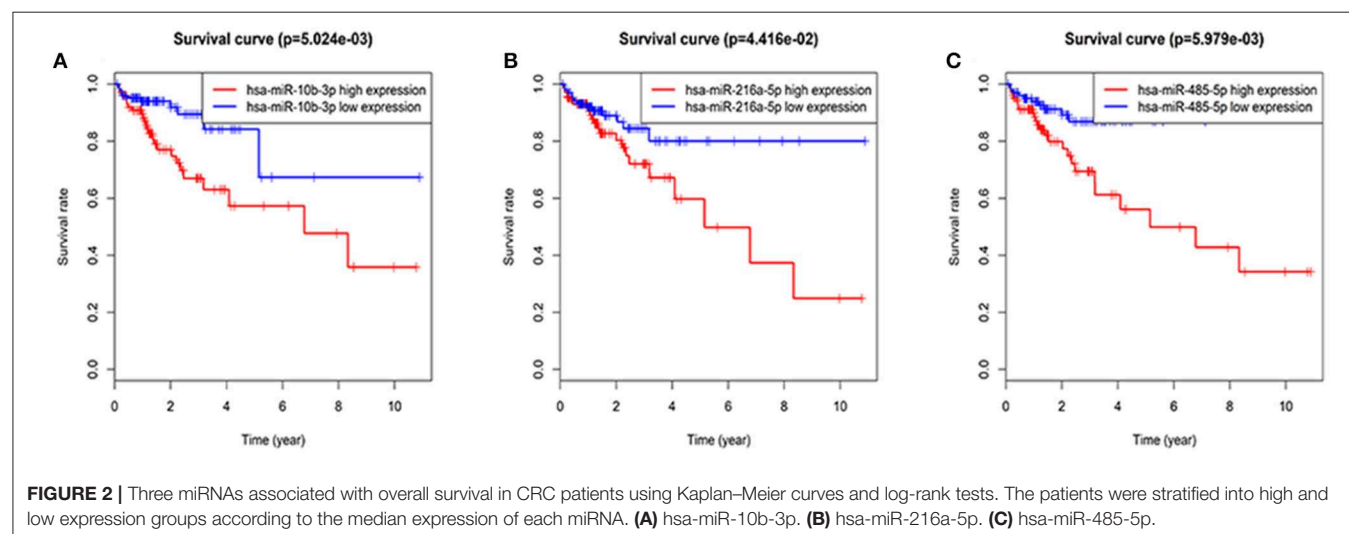 A
Survival curve (p=5.024e-03)
hsa-miR-10b-3p high expression
hsa-miR-10b-3p low expression
Survival rate
1.0
0.8
0.6
0.4
0.2
0.0
0 2 4 6 8 10
Time (year)
B
Survival curve (p=4.416e-02)
hsa-miR-216a-5p high expression
hsa-miR-216a-5p low expression
Survival rate
1.0
0.8
0.6
0.4
0.2
0.0
0 2 4 6 8 10
Time (year)
C
Survival curve (p=5.979e-03)
hsa-miR-485-5p high expression
hsa-miR-485-5p low expression
Survival rate
1.0
0.8
0.6
0.4
0.2
0.0
0 2 4 6 8 10
Time (year)
FIGURE 2 | Three miRNAs associated with overall survival in CRC patients using Kaplan–Meier curves and log-rank tests. The patients were stratified into high and
low expression groups according to the median expression of each miRNA. (A) hsa-miR-10b-3p. (B) hsa-miR-216a-5p. (C) hsa-miR-485-5p.